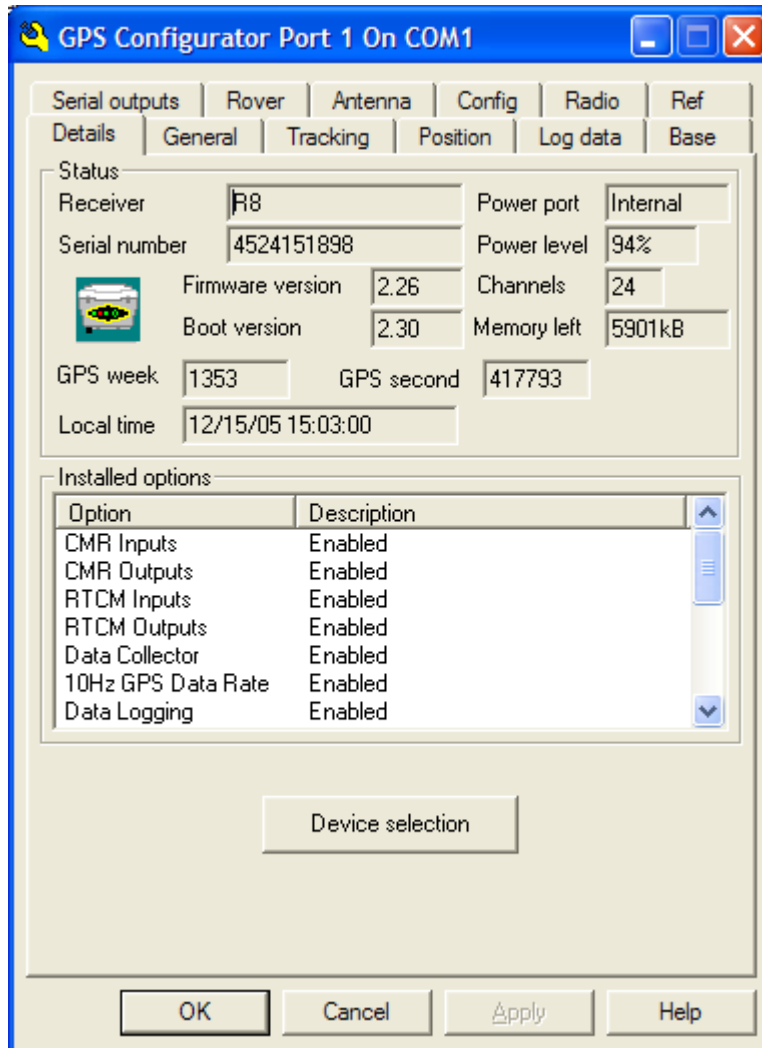 GPS Configurator Port 1 On COM1
Serial outputs Rover Antenna Config Radio Ref
Details General Tracking Position Log data Base
Status
Receiver R8 Power port Internal
Serial number 4524151898 Power level 94%
Firmware version 2.26 Channels 24
Boot version 2.30 Memory left 5901kB
GPS week 1353 GPS second 417793
Local time 12/15/05 15:03:00
Installed options
Option Description
CMR Inputs Enabled
CMR Outputs Enabled
RTCM Inputs Enabled
RTCM Outputs Enabled
Data Collector Enabled
10Hz GPS Data Rate Enabled
Data Logging Enabled
Device selection
OK Cancel Apply Help